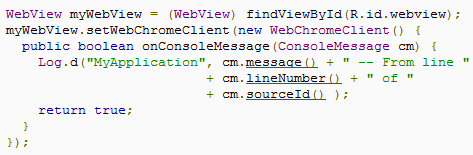 WebView myWebView = (WebView) findViewById(R.id.webview);
myWebView.setWebChromeClient(new WebChromeClient() {
  public boolean onConsoleMessage(ConsoleMessage cm) {
    Log.d("MyApplication", cm.message() + " -- From line "
                         + cm.lineNumber() + " of "
                         + cm.sourceId() );
    return true;
  }
});